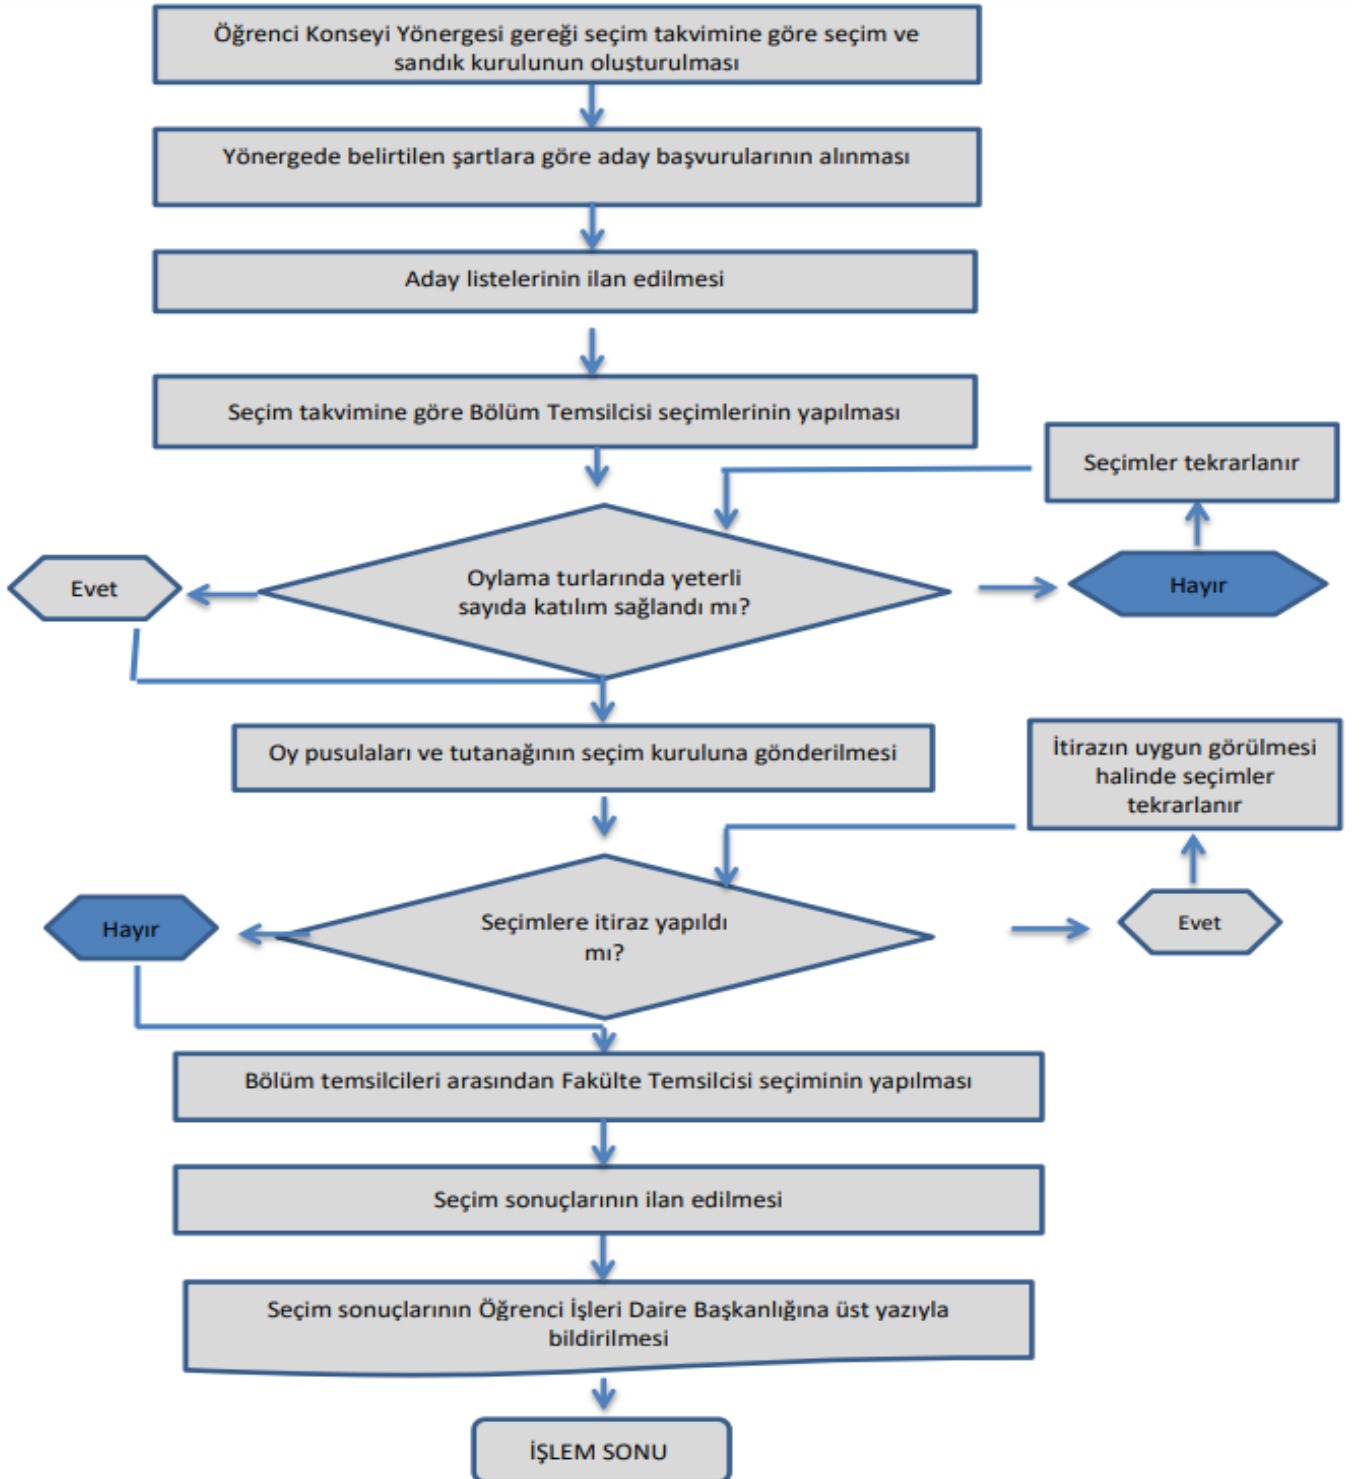 Öğrenci Konseyi Yönergesi gereği seçim takvimine göre seçim ve
sandık kurulunun oluşturulması
Yönergede belirtilen şartlara göre aday başvurularının alınması
Aday listelerinin ilan edilmesi
Seçim takvimine göre Bölüm Temsilcisi seçimlerinin yapılması
Seçimler tekrarlanır
Evet
Oylama turlarında yeterli
sayıda katılım sağlandı mı?
Hayır
Oy pusulaları ve tutanağının seçim kuruluna gönderilmesi
İtirazın uygun görülmesi
halinde seçimler
tekrarlanır
Hayır
Seçimlere itiraz yapıldı
mı?
Evet
Bölüm temsilcileri arasından Fakülte Temsilcisi seçiminin yapılması
Seçim sonuçlarının ilan edilmesi
Seçim sonuçlarının Öğrenci İşleri Daire Başkanlığına üst yazıyla
bildirilmesi
İŞLEM SONU